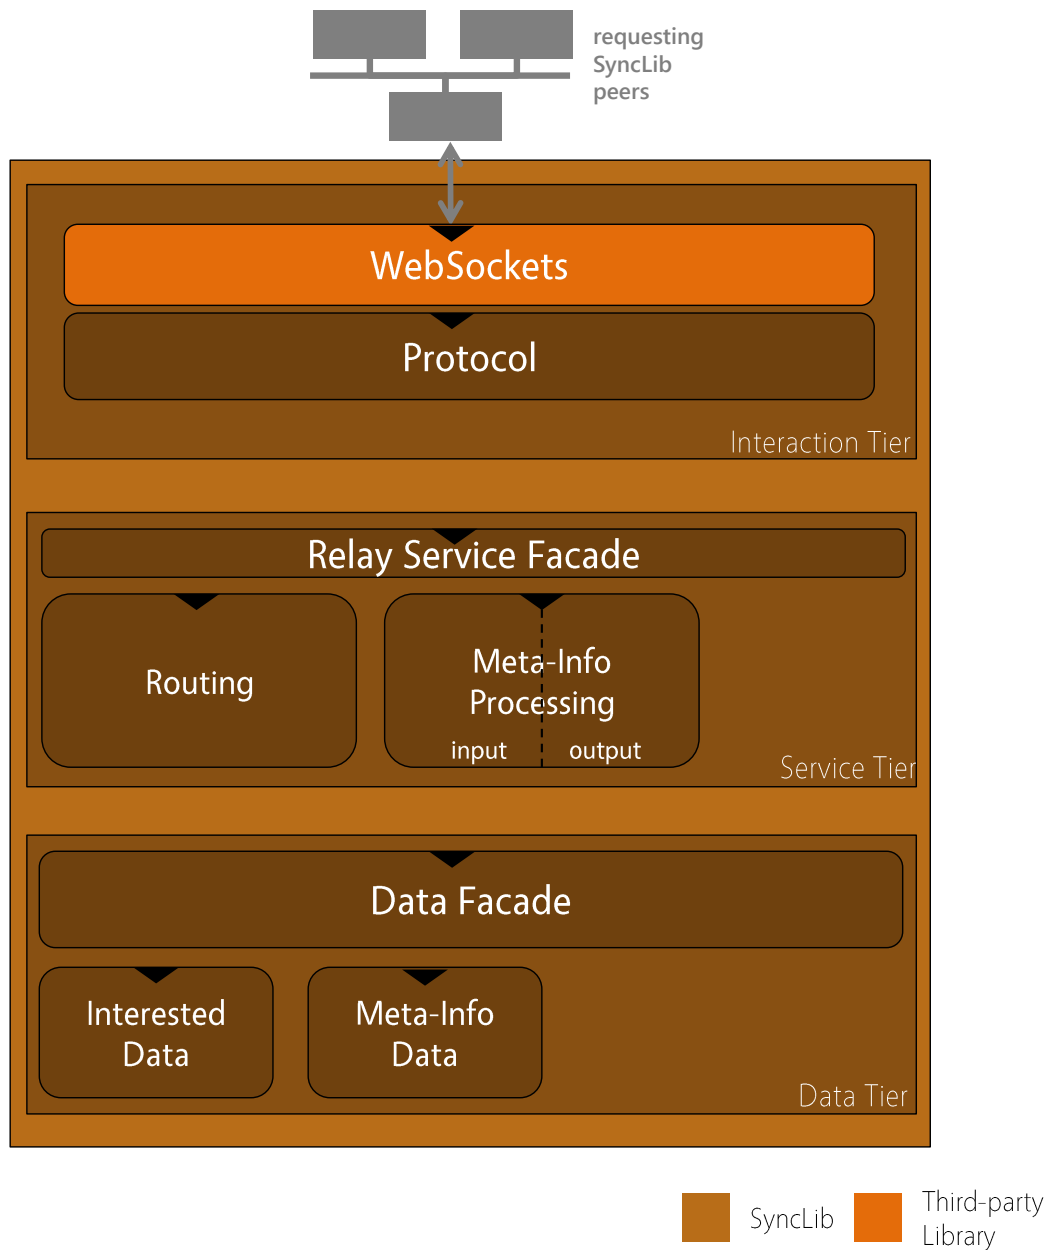 requesting
SyncLib
peers
WebSockets
Protocol
Interaction Tier
Relay Service Facade
Routing
Meta-Info
Processing
input output
Service Tier
Data Facade
Interested
Data
Meta-Info
Data
Data Tier
SyncLib
Third-party
Library